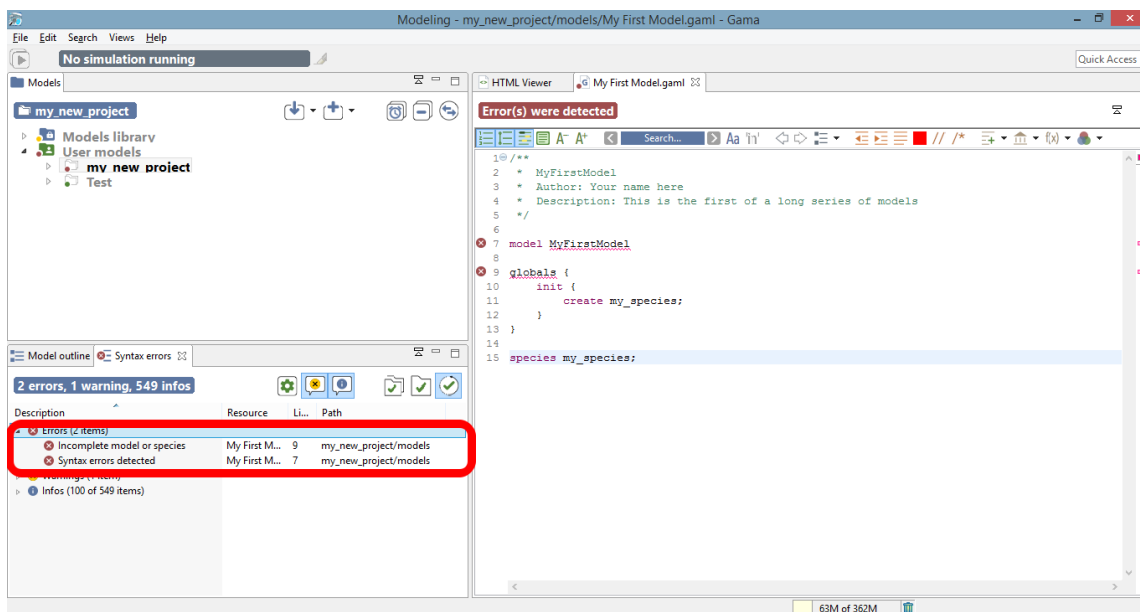 Modeling - my_new_project/models/My First Model.gaml - Gama
File Edit Search Views Help
No simulation running
Quick Access
Models
my_new_project
Models library
User models
my_new_project
Test
HTML Viewer My First Model.gaml
Error(s) were detected
A- A+ Search... Aa // /* f(x)
1 /**
2 * MyFirstModel
3 * Author: Your name here
4 * Description: This is the first of a long series of models
5 */
6
7 model MyFirstModel
8
9 globals {
10 init {
11 create my_species;
12 }
13 }
14
15 species my_species;
Model outline Syntax errors
2 errors, 1 warning, 549 infos
Description Resource Li... Path
Errors (2 items)
Incomplete model or species My First M... 9 my_new_project/models
Syntax errors detected My First M... 7 my_new_project/models
Warnings (1 item)
Infos (100 of 549 items)
63M of 362M